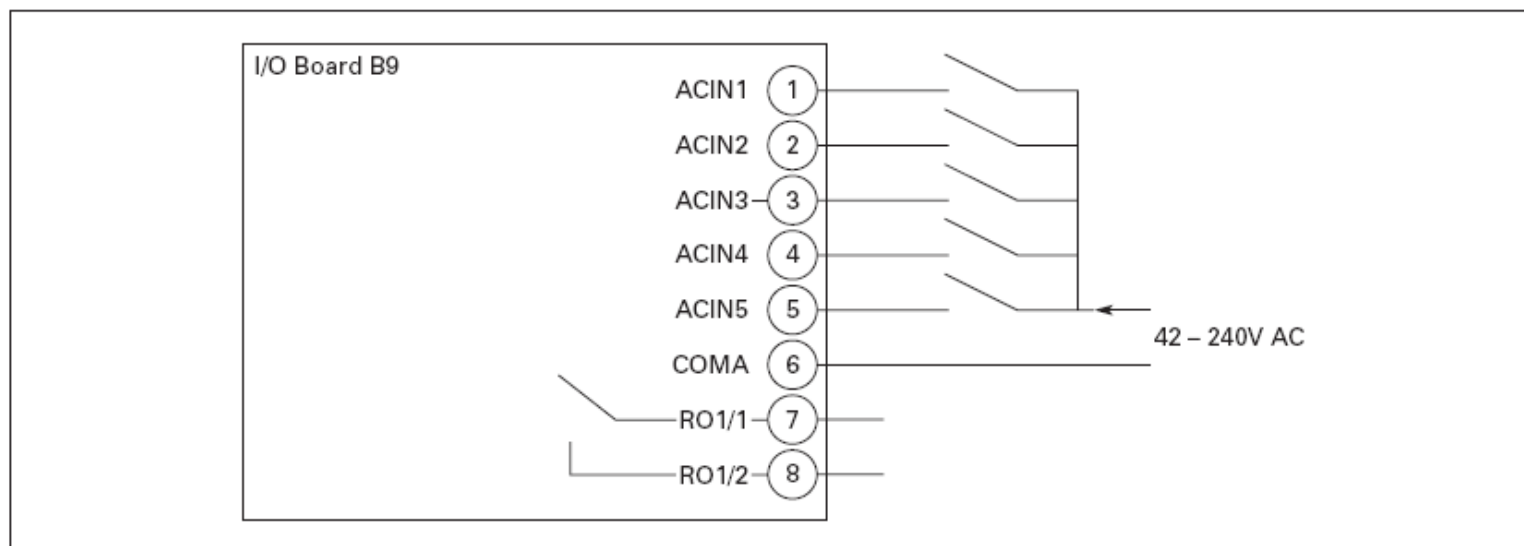 I/O Board B9
ACIN1 1
ACIN2 2
ACIN3 3
ACIN4 4
ACIN5 5
42 – 240V AC
COMA 6
RO1/1 7
RO1/2 8